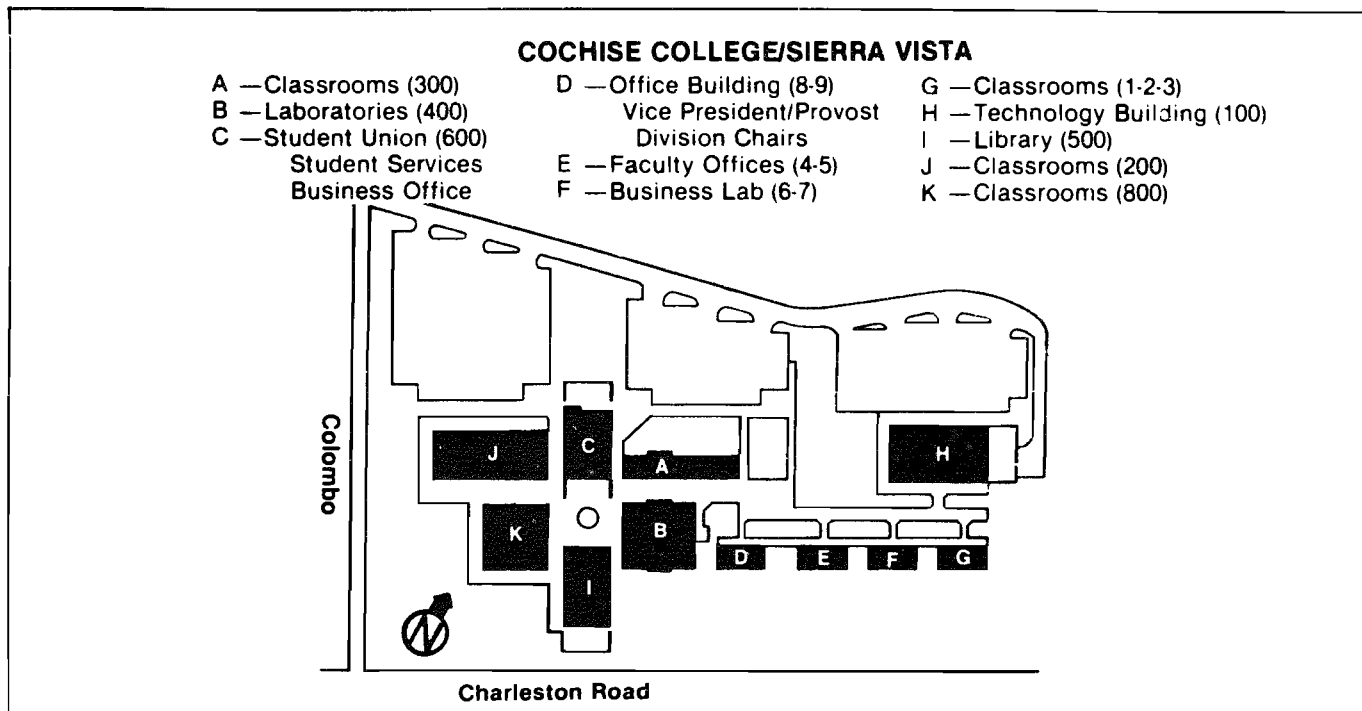 COCHISE COLLEGE/SIERRA VISTA
A —Classrooms (300)
B —Laboratories (400)
C —Student Union (600)
Student Services
Business Office
D —Office Building (8-9)
Vice President/Provost
Division Chairs
E —Faculty Offices (4-5)
F —Business Lab (6-7)
G —Classrooms (1-2-3)
H —Technology Building (100)
I —Library (500)
J —Classrooms (200)
K —Classrooms (800)
Colombo
J
C
A
H
K
B
D
E
F
G
I
N
Charleston Road